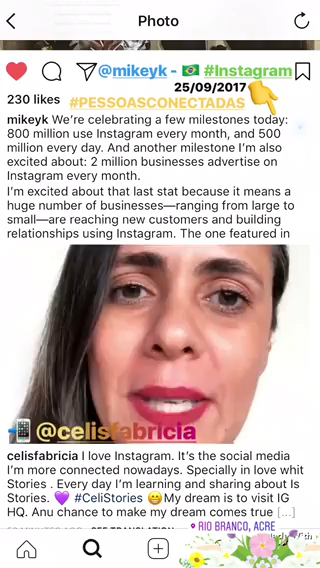 Photo
@mikeyk - 🇧🇷 #Instagram
25/09/2017
230 likes #PESSOASCONECTADAS
mikeyk We’re celebrating a few milestones today:
800 million use Instagram every month, and 500
million every day. And another milestone I’m also
excited about: 2 million businesses advertise on
Instagram every month.
I’m excited about that last stat because it means a
huge number of businesses—ranging from large to
small—are reaching new customers and building
relationships using Instagram. The one featured in
📲 @celisfabricia
celisfabricia I love Instagram. It’s the social media
I’m more connected nowadays. Specially in love whit
Stories . Every day I’m learning and sharing about Is
Stories. 💜 #CeliStories 😁My dream is to visit IG
HQ. Anu chance to make my dream comes true [...]
SEE TRANSLATION
RIO BRANCO, ACRE